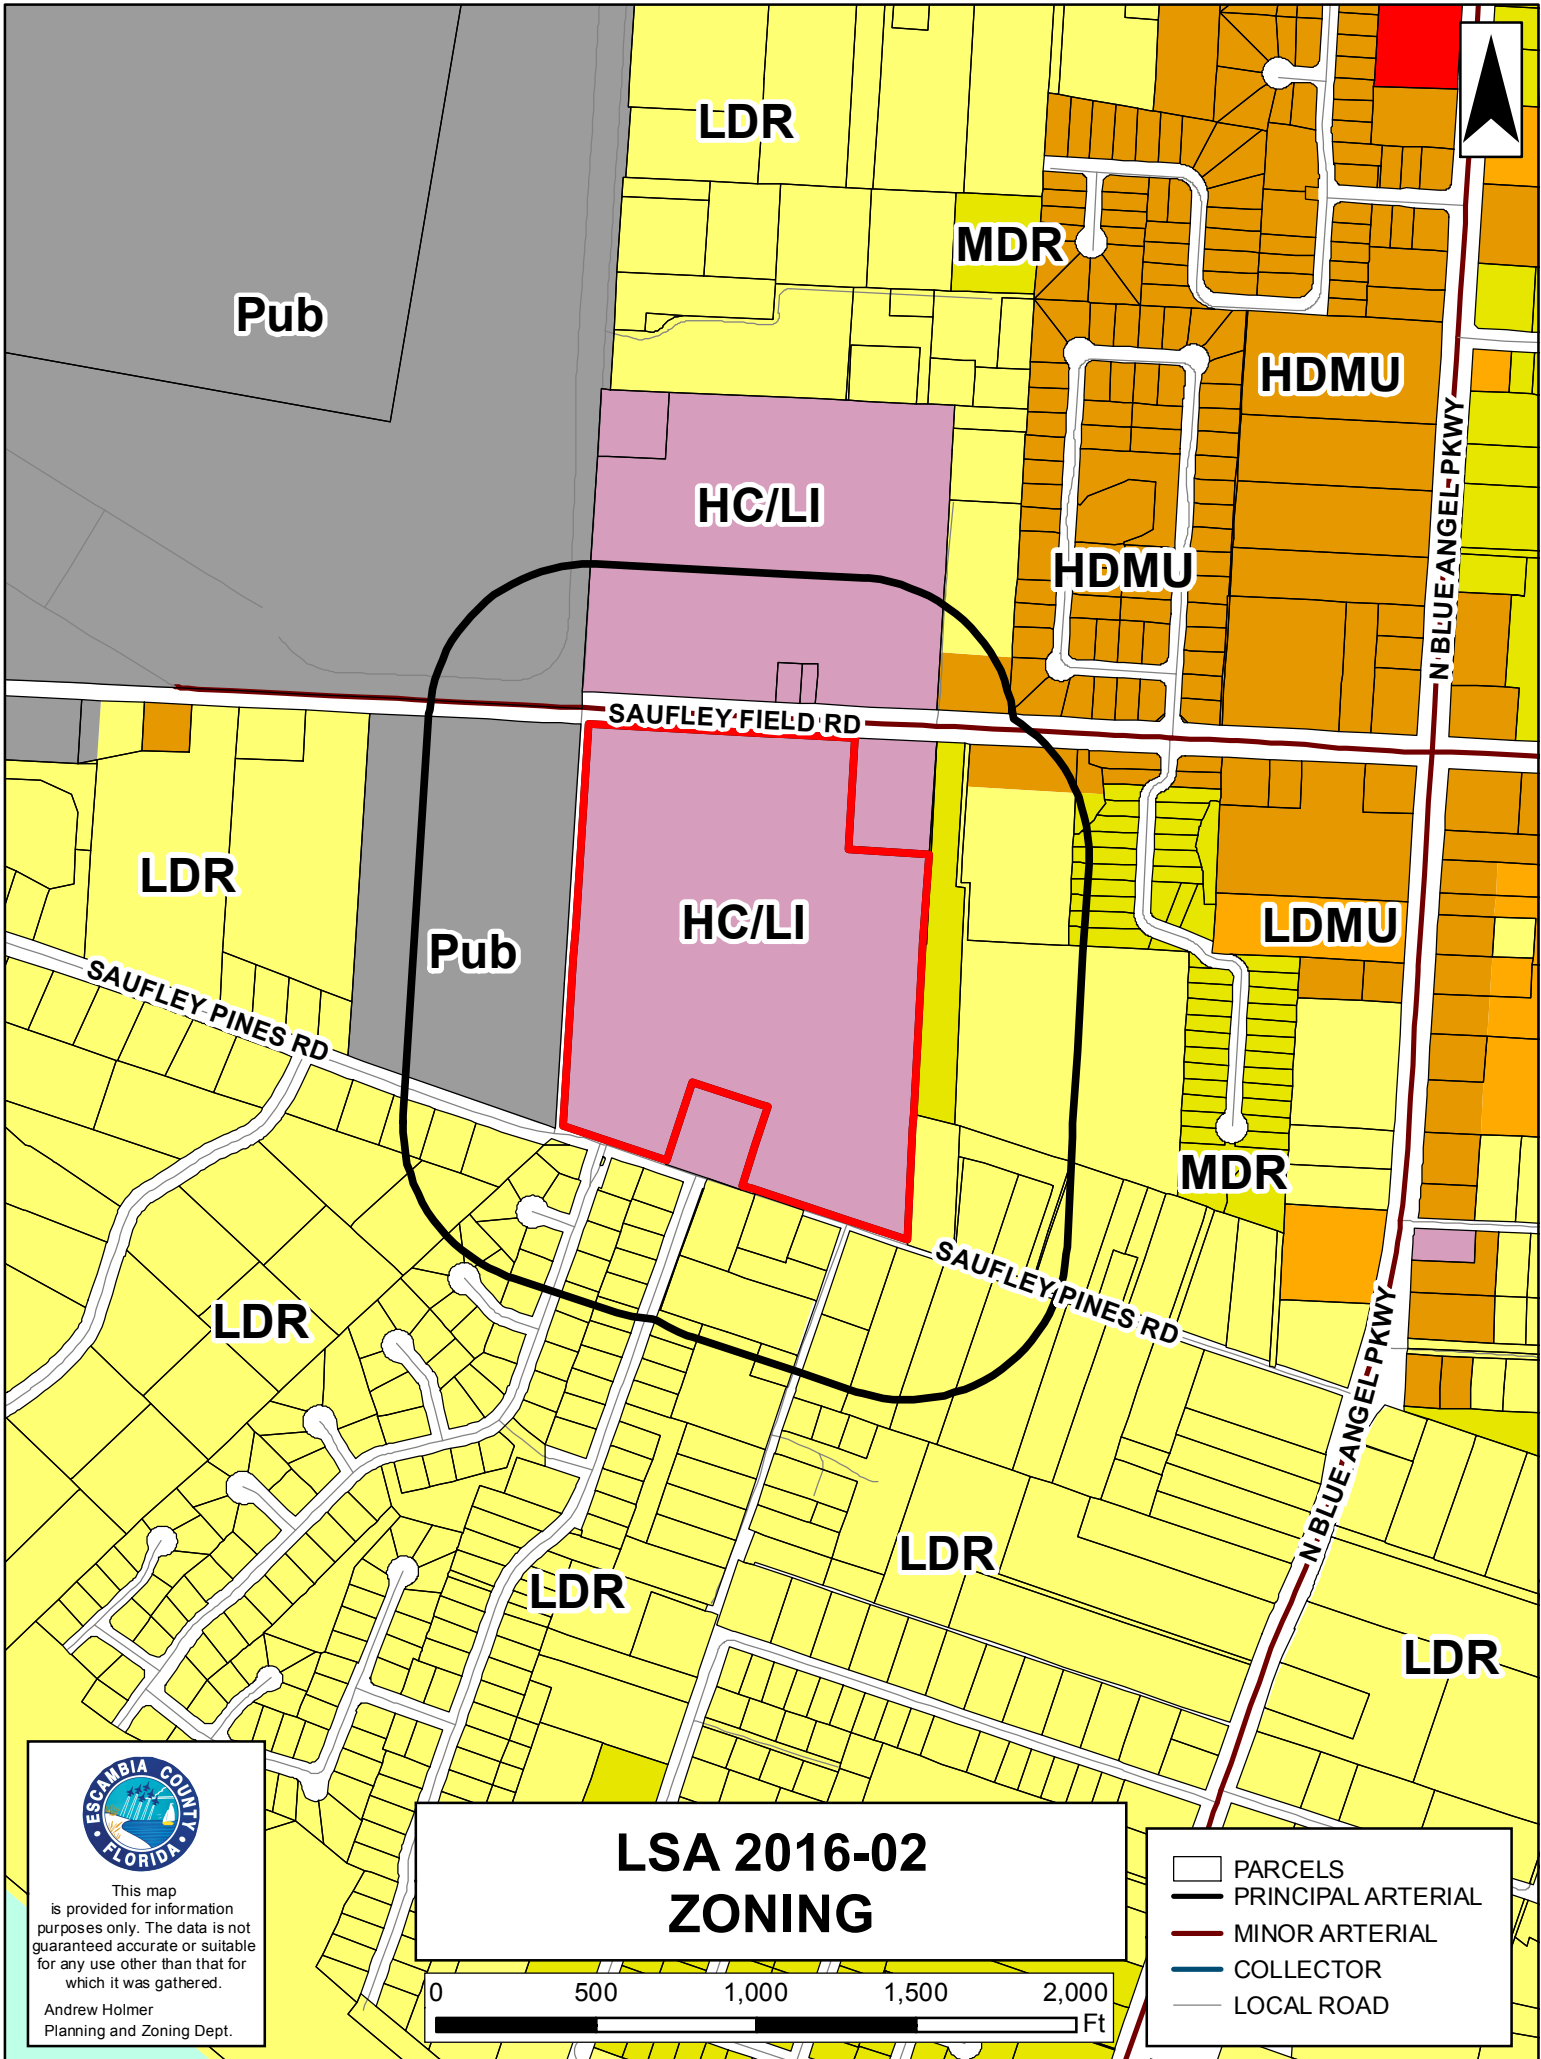 LDR
MDR
Pub
HDMU
HC/LI
HDMU
N BLUE ANGEL PKWY
SAUFLEY FIELD RD
LDR
HC/LI
LDMU
Pub
SAUFLEY PINES RD
MDR
SAUFLEY PINES RD
LDR
N BLUE ANGEL PKWY
LDR
LDR
LDR
ESCAMBIA COUNTY
FLORIDA
This map
is provided for information
purposes only. The data is not
guaranteed accurate or suitable
for any use other than that for
which it was gathered.
Andrew Holmer
Planning and Zoning Dept.
LSA 2016-02
ZONING
0 500 1,000 1,500 2,000
Ft
PARCELS
PRINCIPAL ARTERIAL
MINOR ARTERIAL
COLLECTOR
LOCAL ROAD